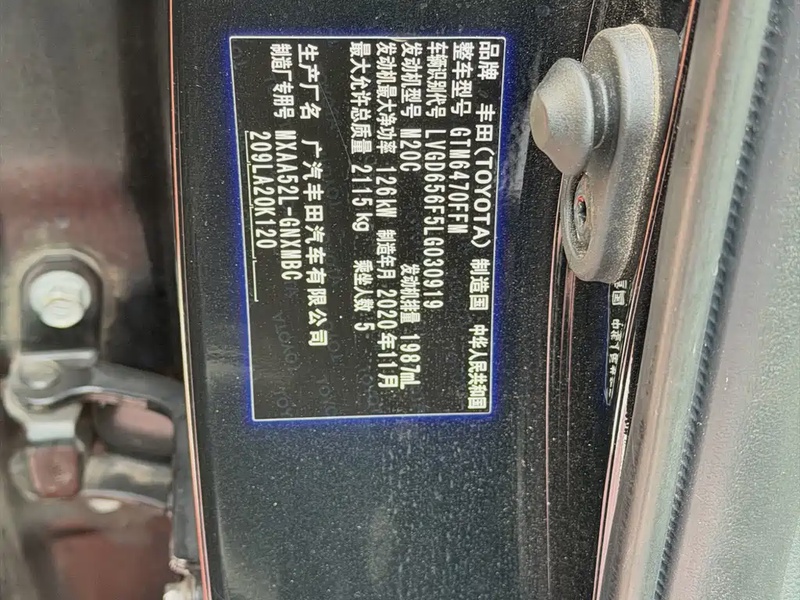 品牌 丰田(TOYOTA) 制造国 中华人民共和国
整车型号 GTM6470FFM
车辆识别代号 LVGD656F5LG030919
发动机型号 M20C 发动机排量 1987mL
发动机最大净功率 126kW 制造年月 2020年11月
最大允许总质量 2115kg 乘坐人数 5
生产厂名 广汽丰田汽车有限公司
制造厂专用号 MXAA52L-GNXMBC
209LA20K120